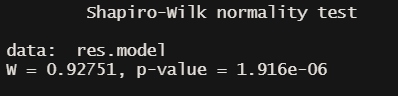 Shapiro-Wilk normality test
data:  res.model
W = 0.92751, p-value = 1.916e-06